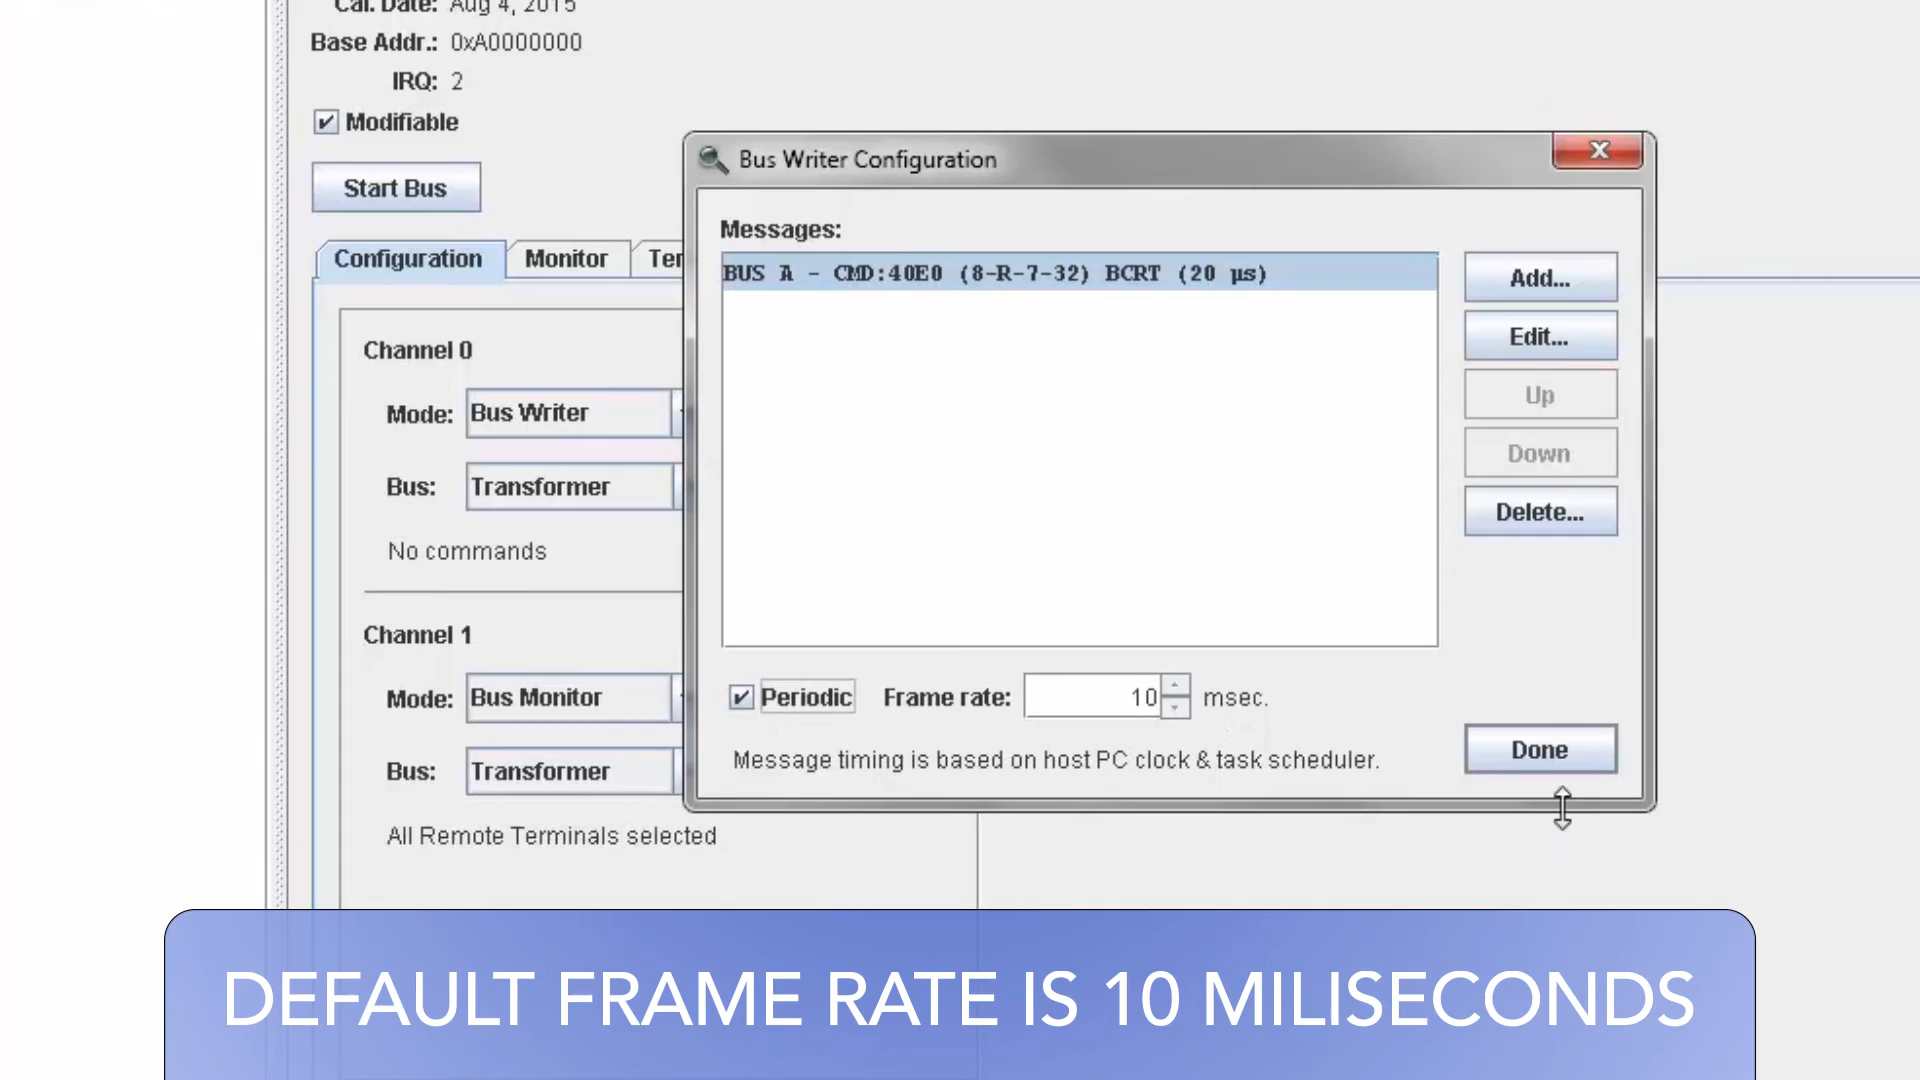 Cal. Date: Aug 4, 2015
Base Addr.: 0xA0000000
IRQ: 2
Modifiable
Start Bus
Configuration
Monitor
Ter
Channel 0
Mode: Bus Writer
Bus: Transformer
No commands
Channel 1
Mode: Bus Monitor
Bus: Transformer
All Remote Terminals selected
Bus Writer Configuration
X
Messages:
BUS A - CMD:40E0 (8-R-7-32) BCRT (20 µs)
Add...
Edit...
Up
Down
Delete...
Periodic Frame rate: 10 msec.
Message timing is based on host PC clock & task scheduler.
Done
DEFAULT FRAME RATE IS 10 MILISECONDS